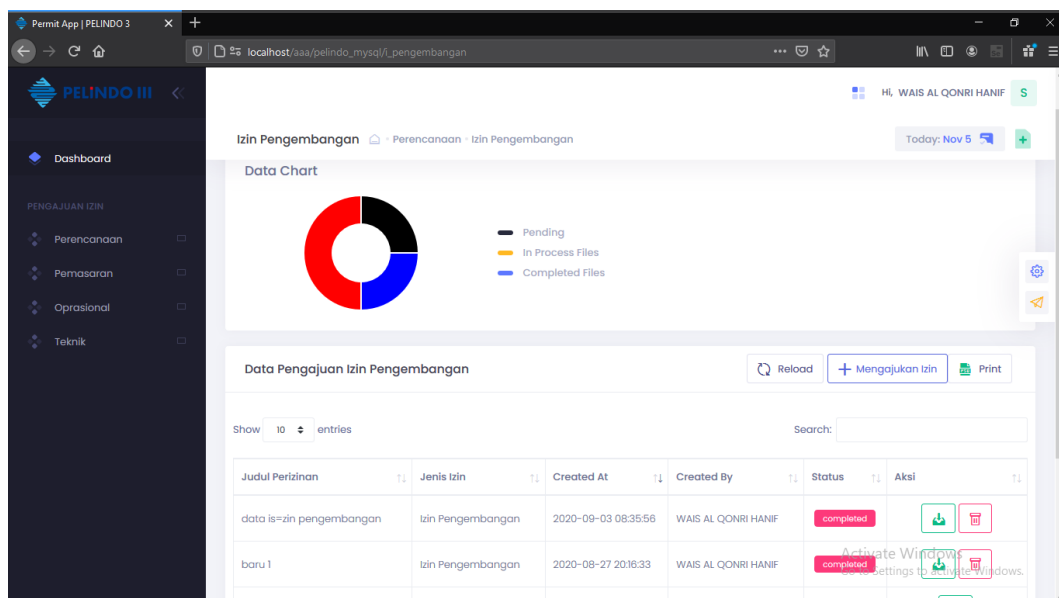 Permit App | PELINDO 3
localhost/aaa/pelindo_mysql/i_pengembangan
PELINDO III
Hi, WAIS AL QONRI HANIF S
Izin Pengembangan - Perencanaan - Izin Pengembangan
Today: Nov 5
Dashboard
PENGAJUAN IZIN
Perencanaan
Pemasaran
Oprasional
Teknik
Data Chart
Pending
In Process Files
Completed Files
Data Pengajuan Izin Pengembangan
Reload
+ Mengajukan Izin
Print
Show 10 entries
Search:
Judul Perizinan Jenis Izin Created At Created By Status Aksi
data is=zin pengembangan Izin Pengembangan 2020-09-03 08:35:56 WAIS AL QONRI HANIF completed
baru 1 Izin Pengembangan 2020-08-27 20:16:33 WAIS AL QONRI HANIF completed
Activate Windows
Go to Settings to activate Windows.